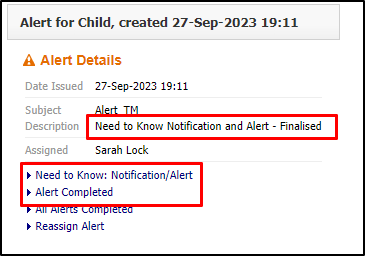 Alert for Child, created 27-Sep-2023 19:11
Alert Details
Date Issued 27-Sep-2023 19:11
Subject Alert_TM
Description Need to Know Notification and Alert - Finalised
Assigned Sarah Lock
Need to Know: Notification/Alert
Alert Completed
All Alerts Completed
Reassign Alert